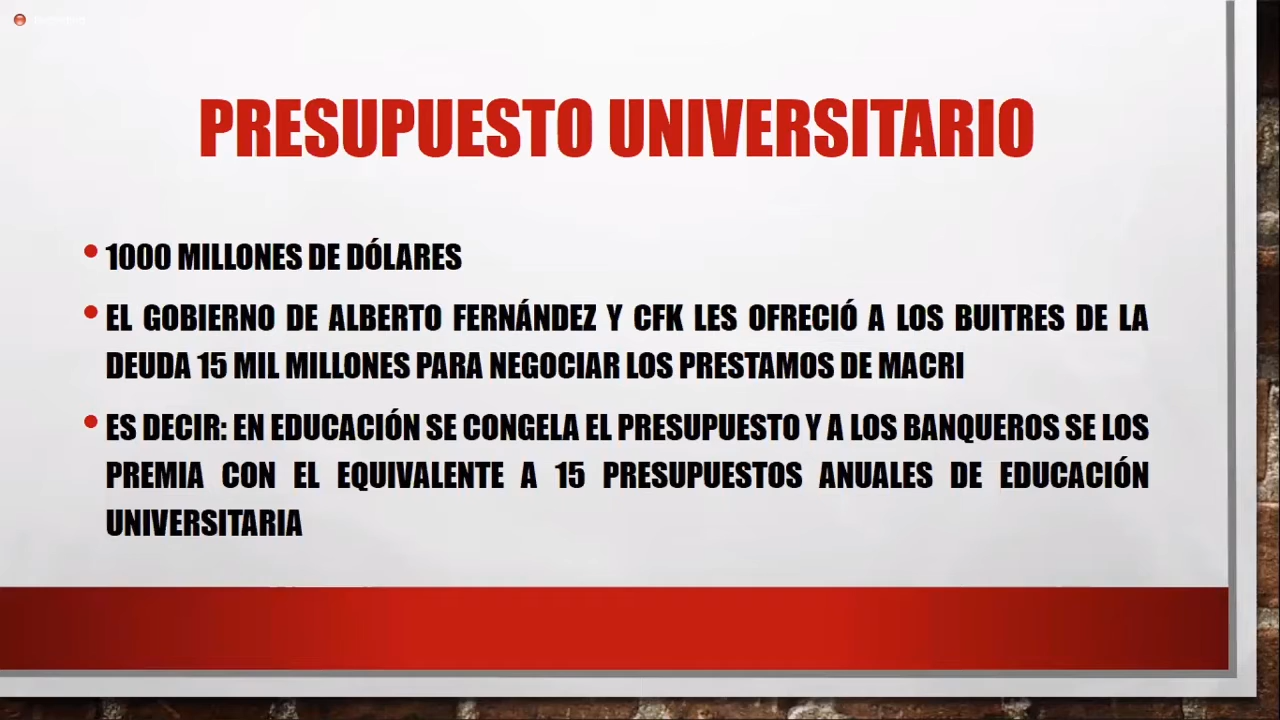 PRESUPUESTO UNIVERSITARIO
• 1000 MILLONES DE DÓLARES
• EL GOBIERNO DE ALBERTO FERNÁNDEZ Y CFK LES OFRECIÓ A LOS BUITRES DE LA
DEUDA 15 MIL MILLONES PARA NEGOCIAR LOS PRESTAMOS DE MACRI
• ES DECIR: EN EDUCACIÓN SE CONGELA EL PRESUPUESTO Y A LOS BANQUEROS SE LOS
PREMIA CON EL EQUIVALENTE A 15 PRESUPUESTOS ANUALES DE EDUCACIÓN
UNIVERSITARIA